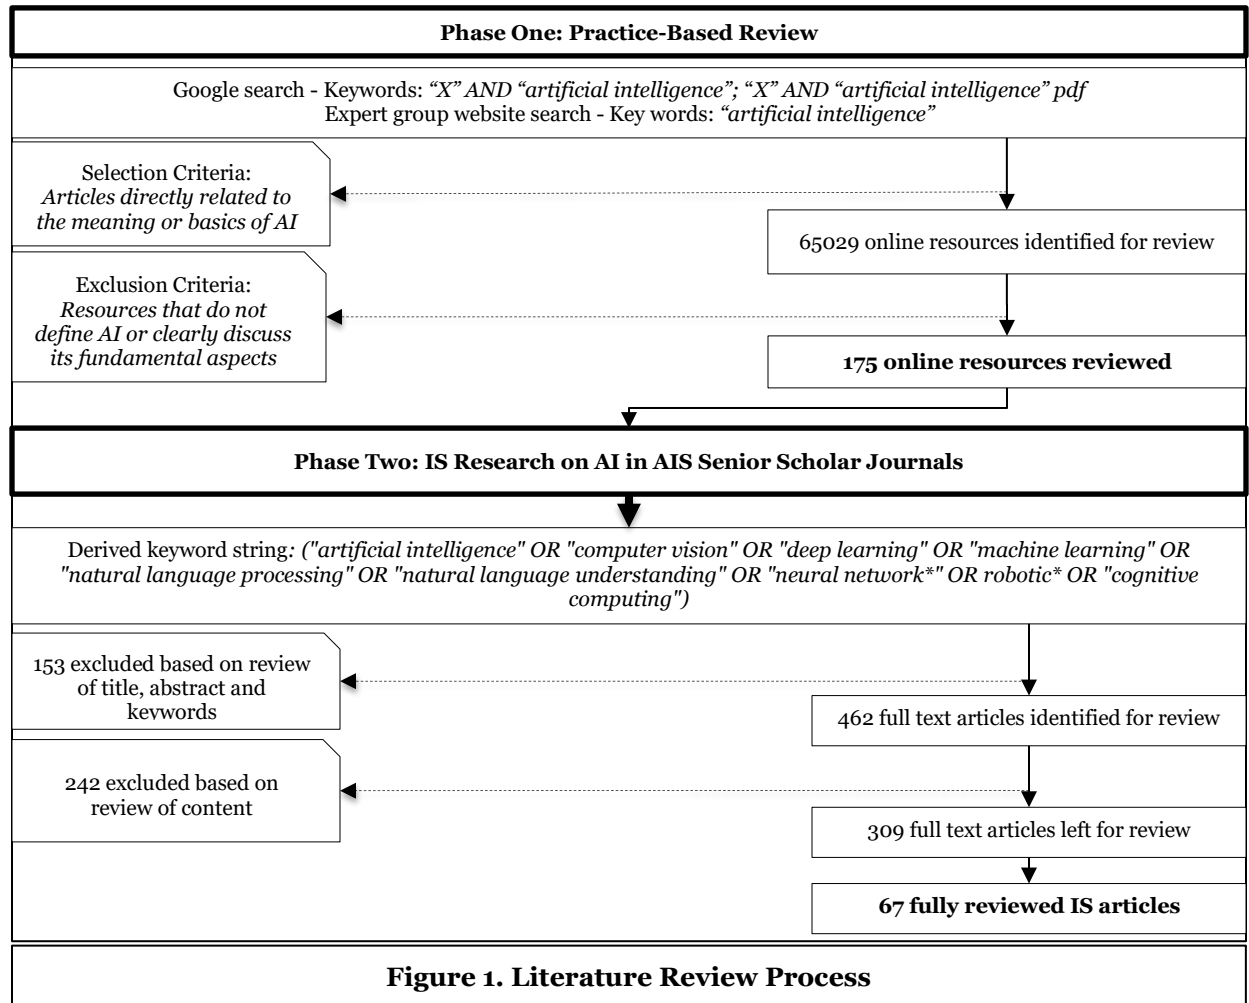 Phase One: Practice-Based Review
Google search - Keywords: “X” AND “artificial intelligence”; “X” AND “artificial intelligence” pdf
Expert group website search - Key words: “artificial intelligence”
Selection Criteria:
Articles directly related to
the meaning or basics of AI
65029 online resources identified for review
Exclusion Criteria:
Resources that do not
define AI or clearly discuss
its fundamental aspects
175 online resources reviewed
Phase Two: IS Research on AI in AIS Senior Scholar Journals
Derived keyword string: ("artificial intelligence" OR "computer vision" OR "deep learning" OR "machine learning" OR
"natural language processing" OR "natural language understanding" OR "neural network*" OR robotic* OR "cognitive
computing")
153 excluded based on review
of title, abstract and
keywords
462 full text articles identified for review
242 excluded based on
review of content
309 full text articles left for review
67 fully reviewed IS articles
Figure 1. Literature Review Process